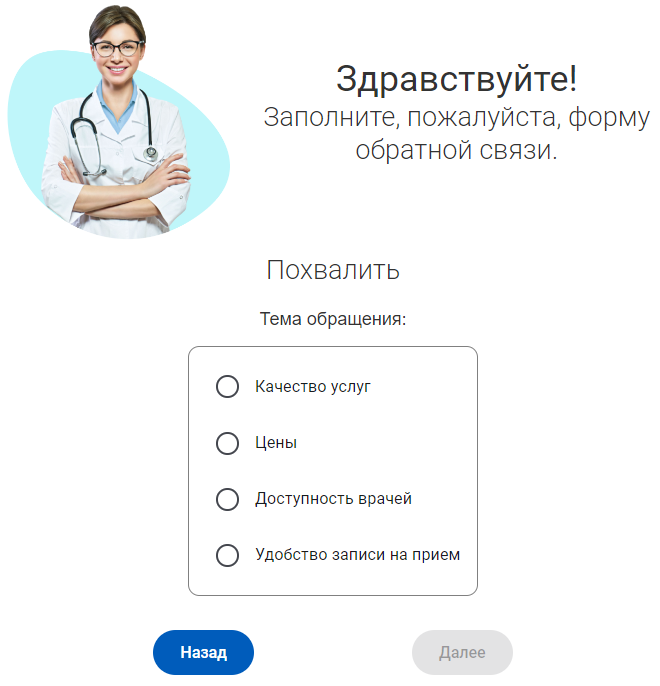 Здравствуйте!
Заполните, пожалуйста, форму
обратной связи.
Похвалить
Тема обращения:
Качество услуг
Цены
Доступность врачей
Удобство записи на прием
Назад
Далее